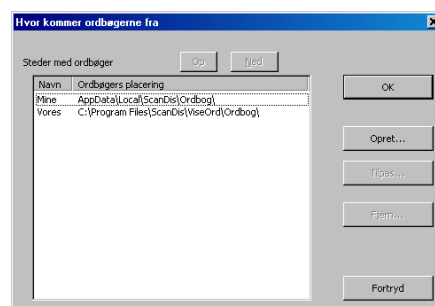 Hvor kommer ordbøgerne fra
Steder med ordbøger
Op
Ned
Navn Ordbøgers placering
Mine AppData\Local\ScanDis\Ordbog\
Vores C:\Program Files\ScanDis\ViseOrd\Ordbog\
OK
Opret...
Tilpas...
Fjern...
Fortryd